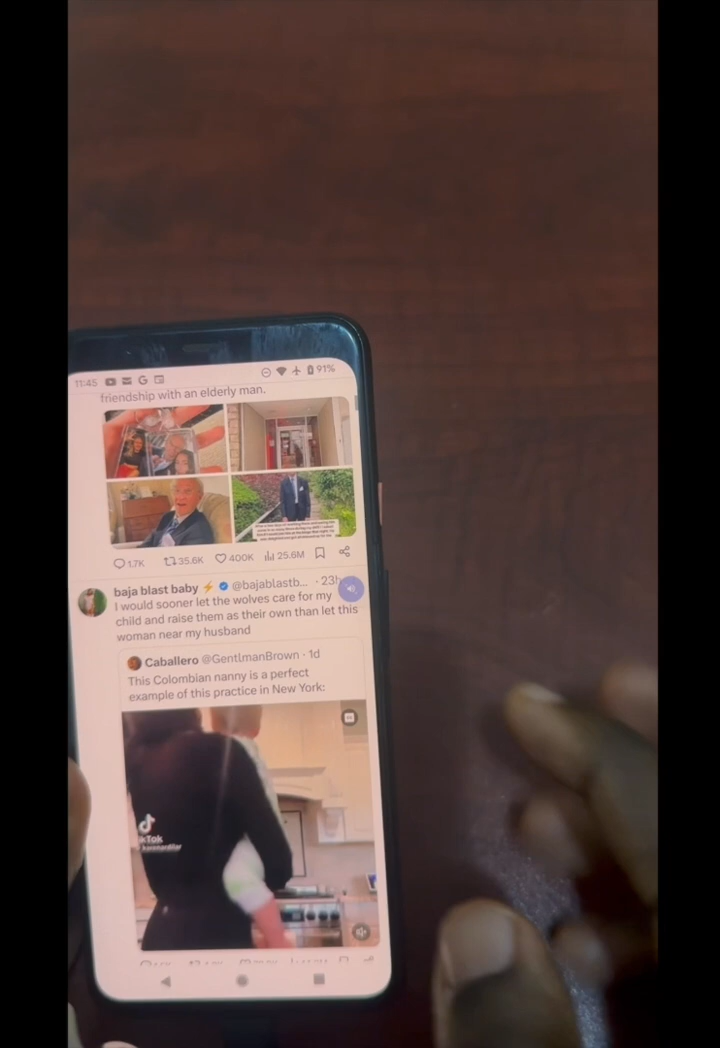 11:45
91%
friendship with an elderly man.
1.7K 35.6K 400K 25.6M
baja blast baby ⚡ @bajablastb... · 23h
I would sooner let the wolves care for my
child and raise them as their own than let this
woman near my husband
Caballero @GentlmanBrown · 1d
This Colombian nanny is a perfect
example of this practice in New York: